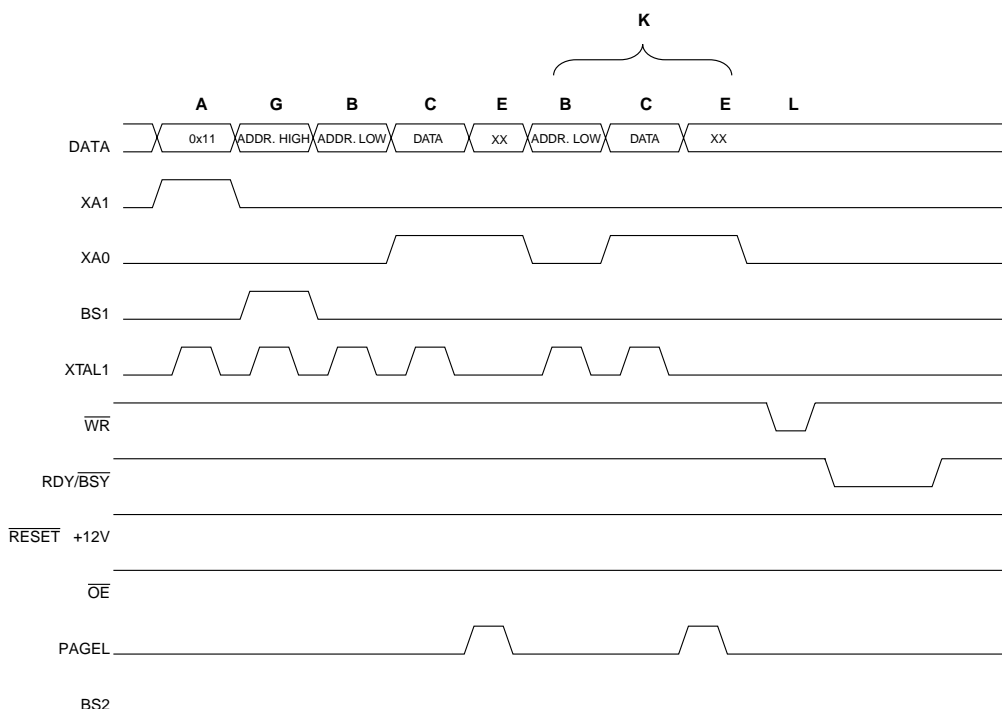 K
A G B C E B C E L
DATA 0x11 ADDR. HIGH ADDR. LOW DATA XX ADDR. LOW DATA XX
XA1
XA0
BS1
XTAL1
WR
RDY/BSY
RESET +12V
OE
PAGEL
BS2